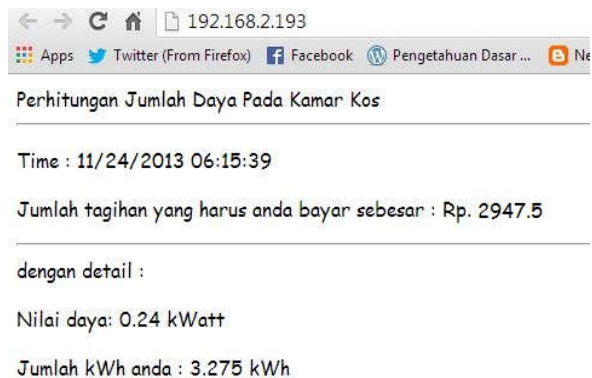 192.168.2.193
Apps Twitter (From Firefox) Facebook Pengetahuan Dasar ... Ne
Perhitungan Jumlah Daya Pada Kamar Kos
Time : 11/24/2013 06:15:39
Jumlah tagihan yang harus anda bayar sebesar : Rp. 2947.5
dengan detail :
Nilai daya: 0.24 kWatt
Jumlah kWh anda : 3.275 kWh